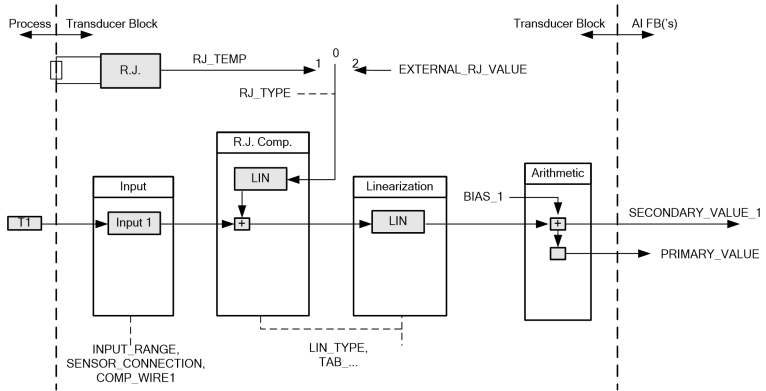 Process Transducer Block Transducer Block AI FB('s)
0
R.J. RJ_TEMP 1 2 EXTERNAL_RJ_VALUE
RJ_TYPE
R.J. Comp.
Arithmetic
Input LIN Linearization
BIAS_1
SECONDARY_VALUE_1
T1 Input 1 + LIN +
PRIMARY_VALUE
INPUT_RANGE,
SENSOR_CONNECTION,
COMP_WIRE1
LIN_TYPE,
TAB_...